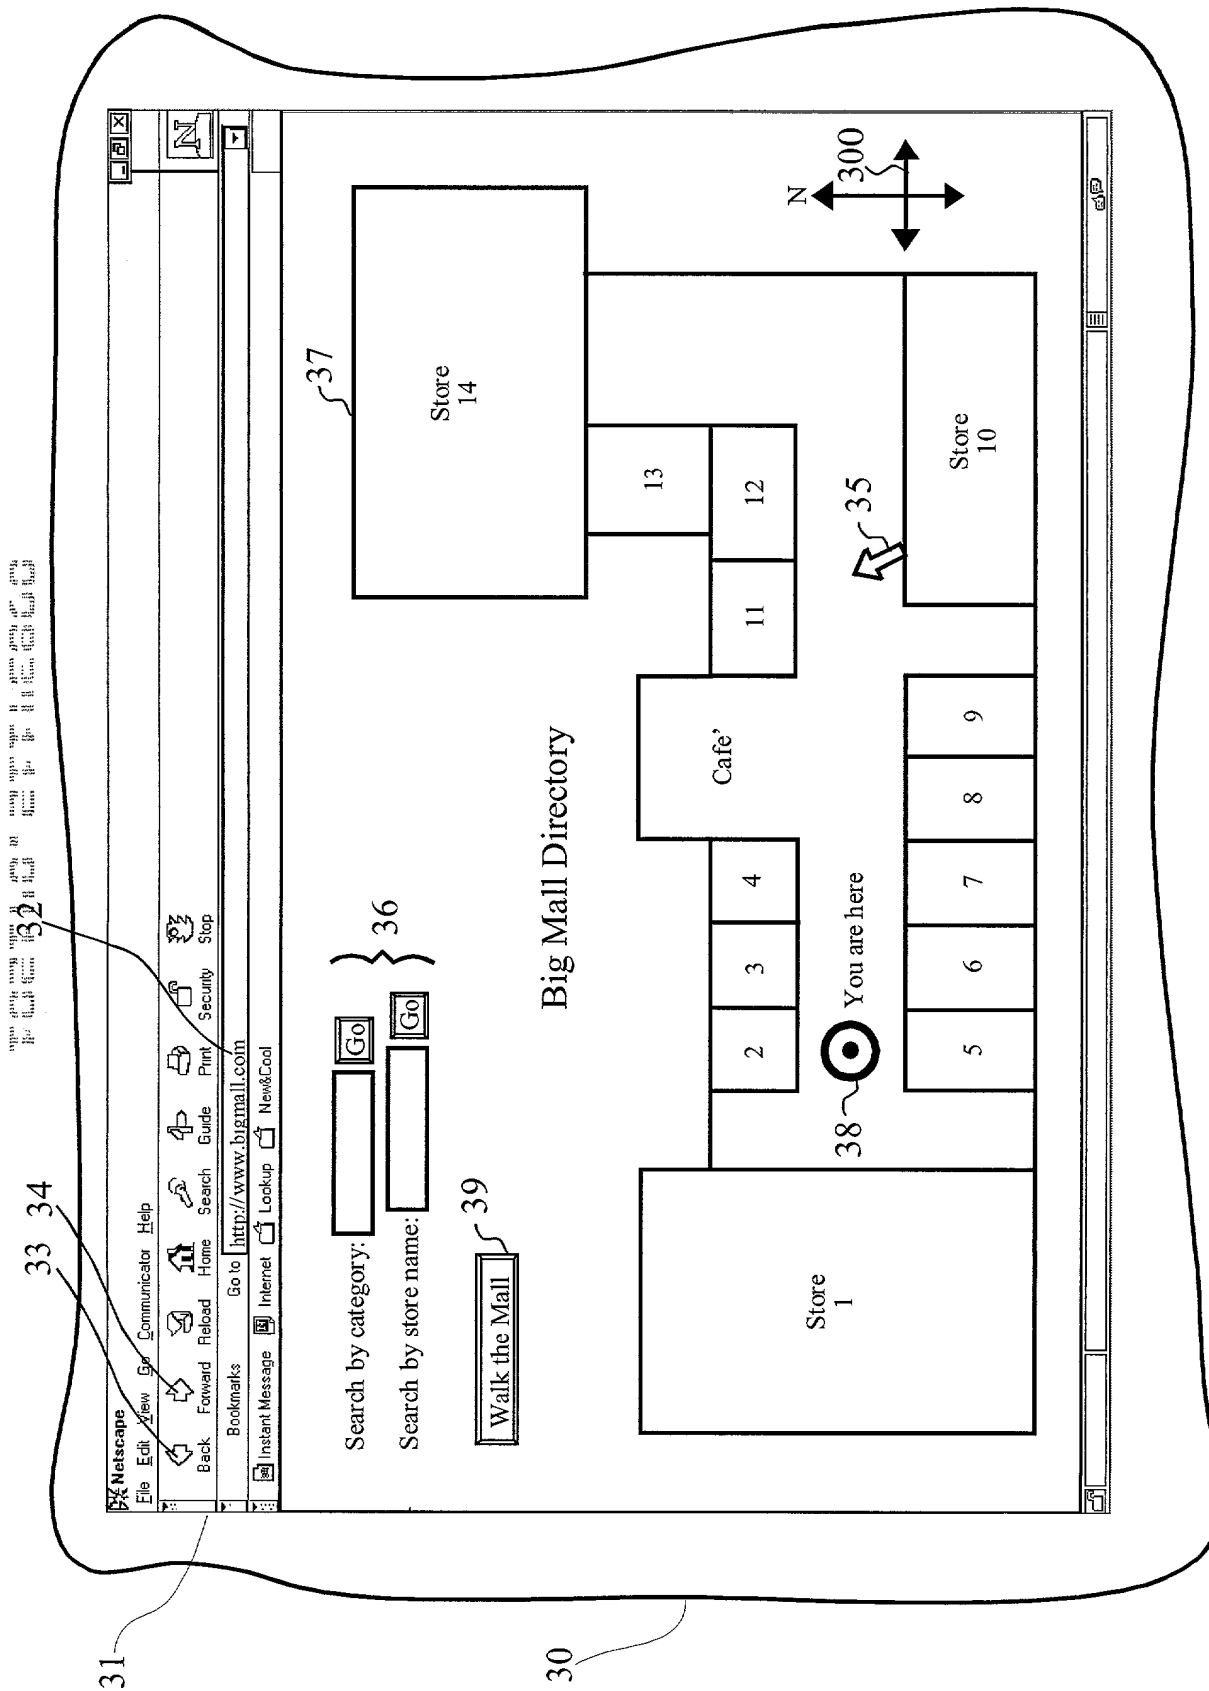 32
34
33
31
30
Netscape
File Edit View Go Communicator Help
Back Forward Reload Home Search Guide Print Security Stop
N
Bookmarks Go to http://www.bigmall.com
Instant Message Internet Lookup New&Cool
Search by category: Go
Search by store name: Go
36
Walk the Mall
39
37
Big Mall Directory
Store
14
13
Store
1
2 3 4 Cafe' 11 12
N
300
38
You are here
35
5 6 7 8 9
Store
10